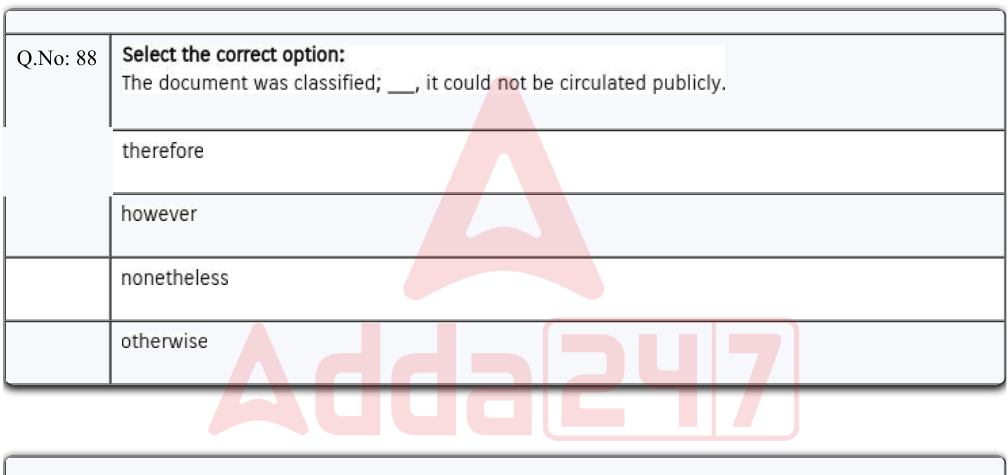 Q.No: 88
Select the correct option:
The document was classified; ___, it could not be circulated publicly.
therefore
however
nonetheless
otherwise
Adda247